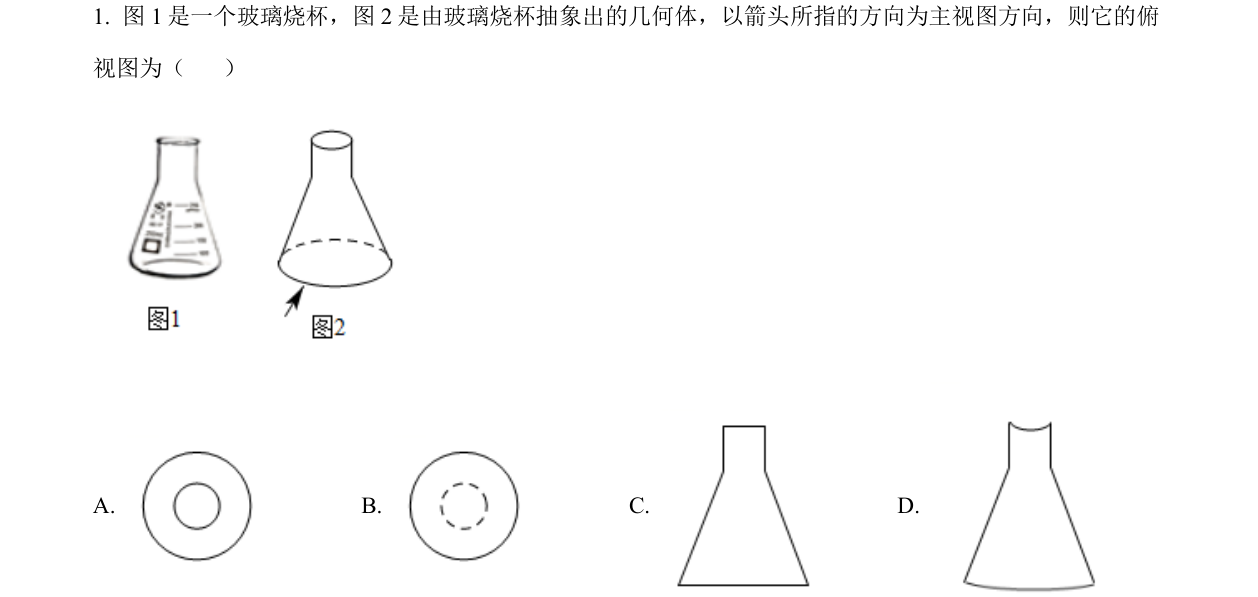 1. 图 1 是一个玻璃烧杯，图 2 是由玻璃烧杯抽象出的几何体，以箭头所指的方向为主视图方向，则它的俯
视图为（　　）
图1
图2
A.
B.
C.
D.